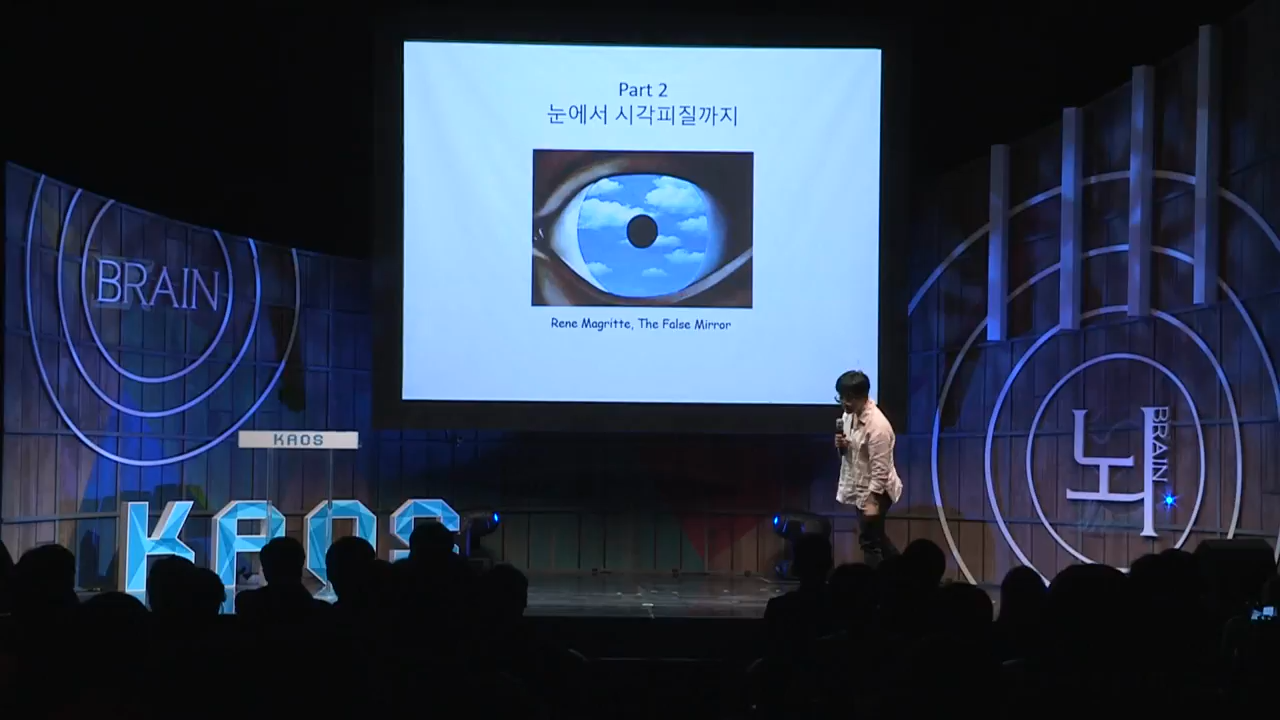 Part 2
눈에서 시각피질까지
Rene Magritte, The False Mirror
BRAIN
KAOS
KAOS
뇌
BRAIN